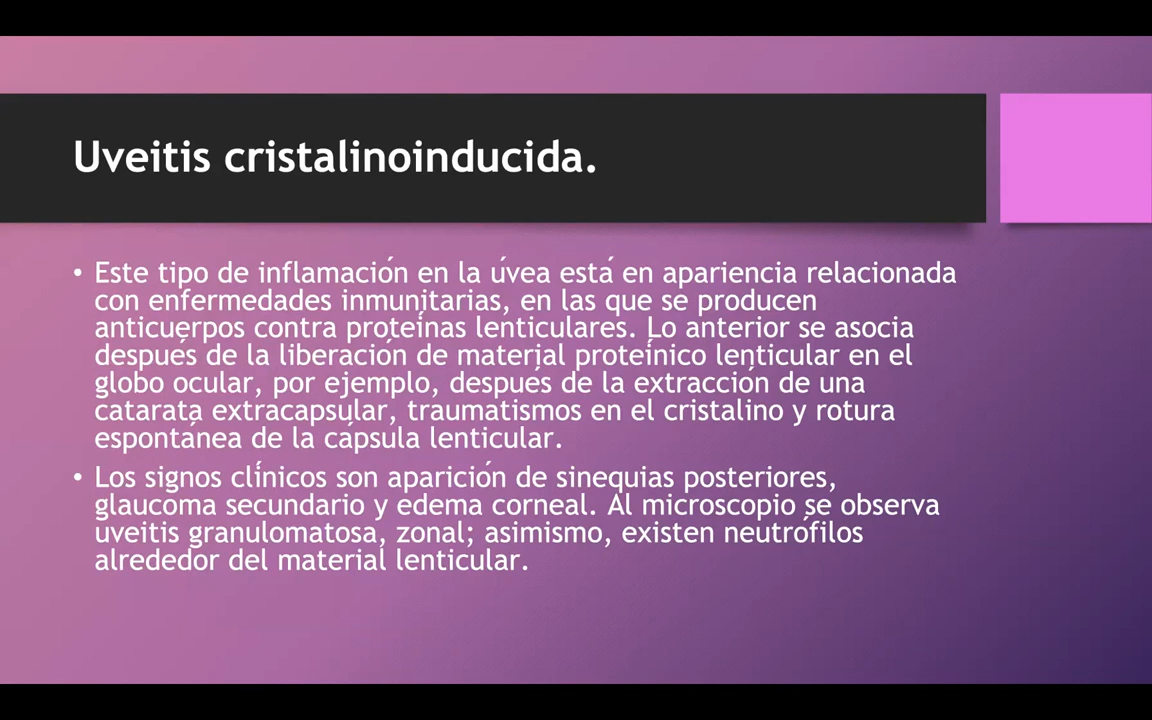 Uveitis cristalinoinducida.
• Este tipo de inflamación en la úvea está en apariencia relacionada
con enfermedades inmunitarias, en las que se producen
anticuerpos contra proteínas lenticulares. Lo anterior se asocia
después de la liberación de material proteínico lenticular en el
globo ocular, por ejemplo, después de la extracción de una
catarata extracapsular, traumatismos en el cristalino y rotura
espontánea de la cápsula lenticular.
• Los signos clínicos son aparición de sinequias posteriores,
glaucoma secundario y edema corneal. Al microscopio se observa
uveitis granulomatosa, zonal; asimismo, existen neutrófilos
alrededor del material lenticular.